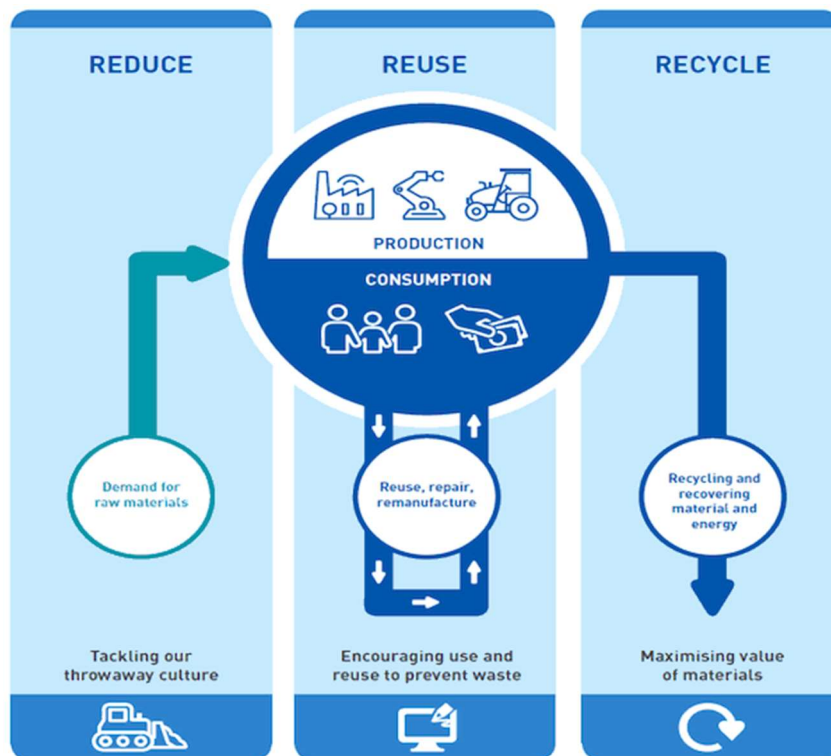 REDUCE
REUSE
RECYCLE
PRODUCTION
CONSUMPTION
Demand for
raw materials
Reuse, repair,
remanufacture
Recycling and
recovering
material and
energy
Tackling our
throwaway culture
Encouraging use and
reuse to prevent waste
Maximising value
of materials